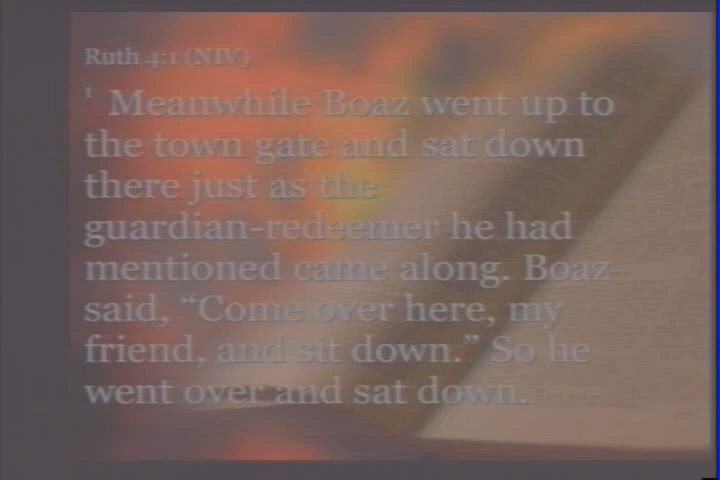 Ruth 4:1 (NIV)
1 Meanwhile Boaz went up to
the town gate and sat down
there just as the
guardian-redeemer he had
mentioned came along. Boaz
said, “Come over here, my
friend, and sit down.” So he
went over and sat down.